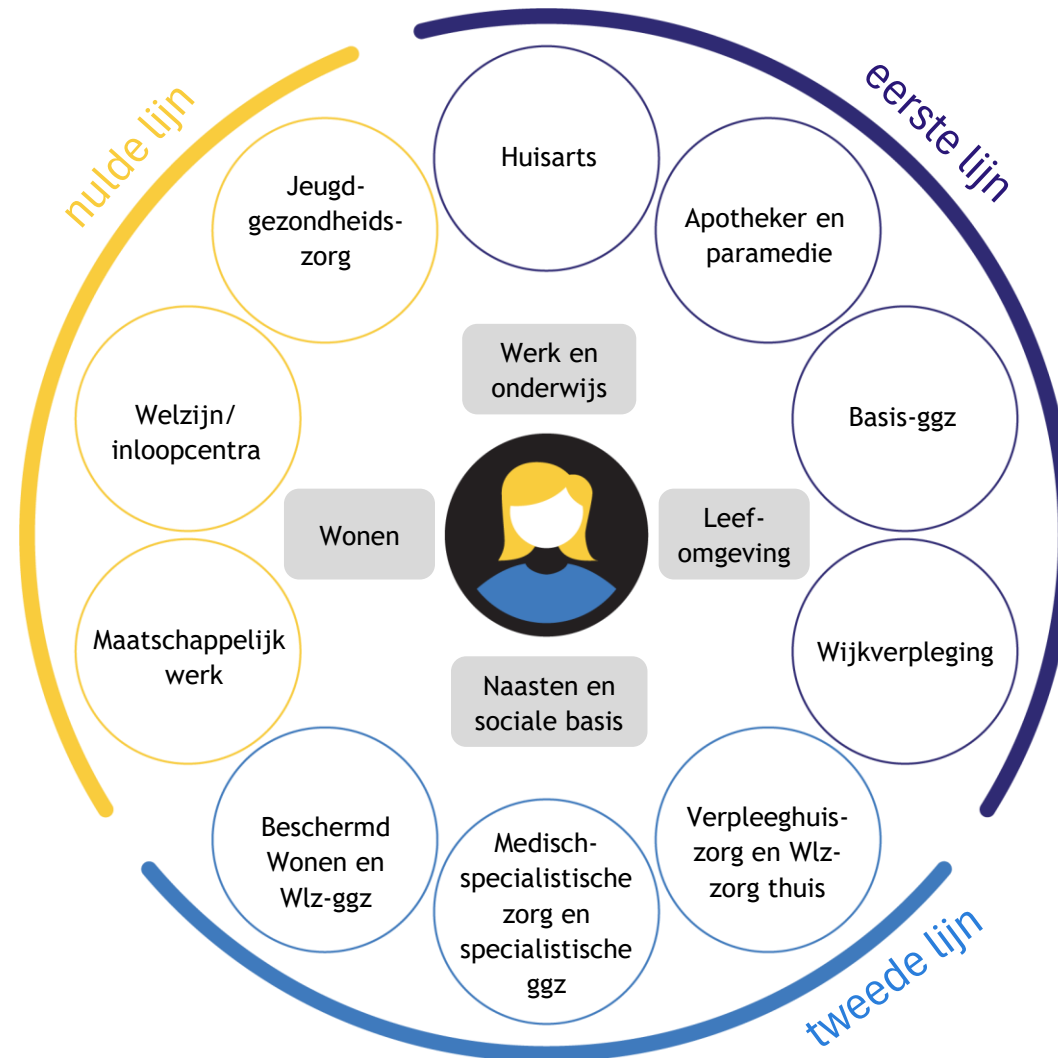 nulde lijn
eerste lijn
Huisarts
Jeugd-
gezondheids-
zorg
Apotheker en
paramedie
Werk en
onderwijs
Welzijn/
inloopcentra
Basis-ggz
Wonen
Leef-
omgeving
Maatschappelijk
werk
Wijkverpleging
Naasten en
sociale basis
Beschermd
Wonen en
Wlz-ggz
Medisch-
specialistische
zorg en
specialistische
ggz
Verpleeghuis-
zorg en Wlz-
zorg thuis
tweede lijn